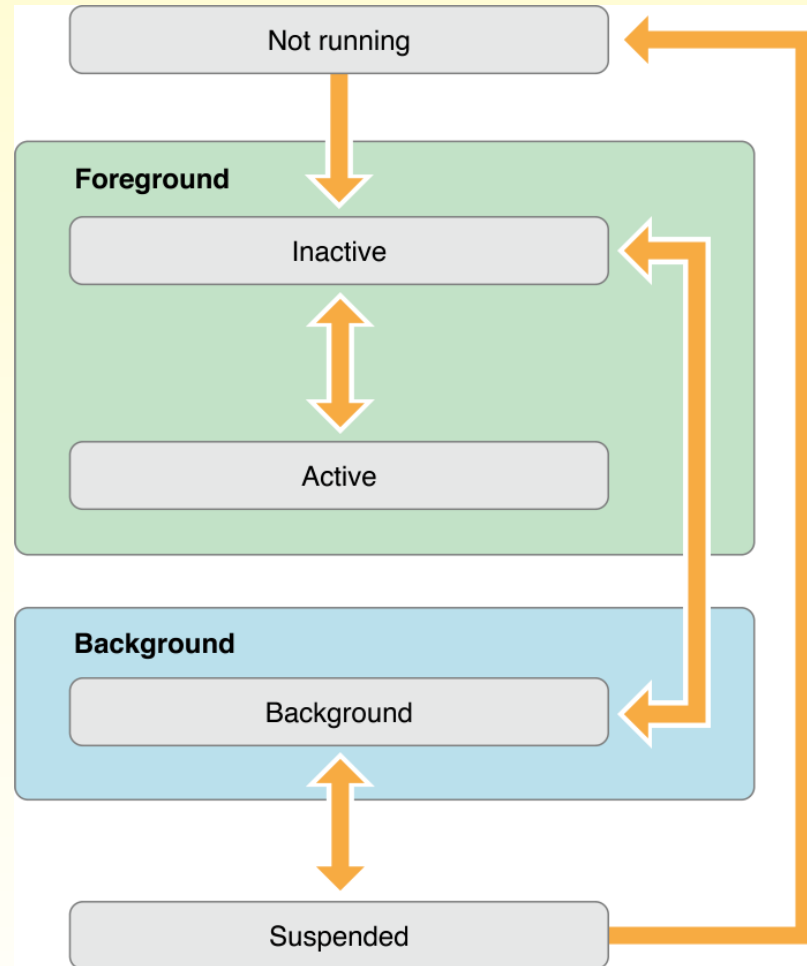 Not running
Foreground
Inactive
Active
Background
Background
Suspended